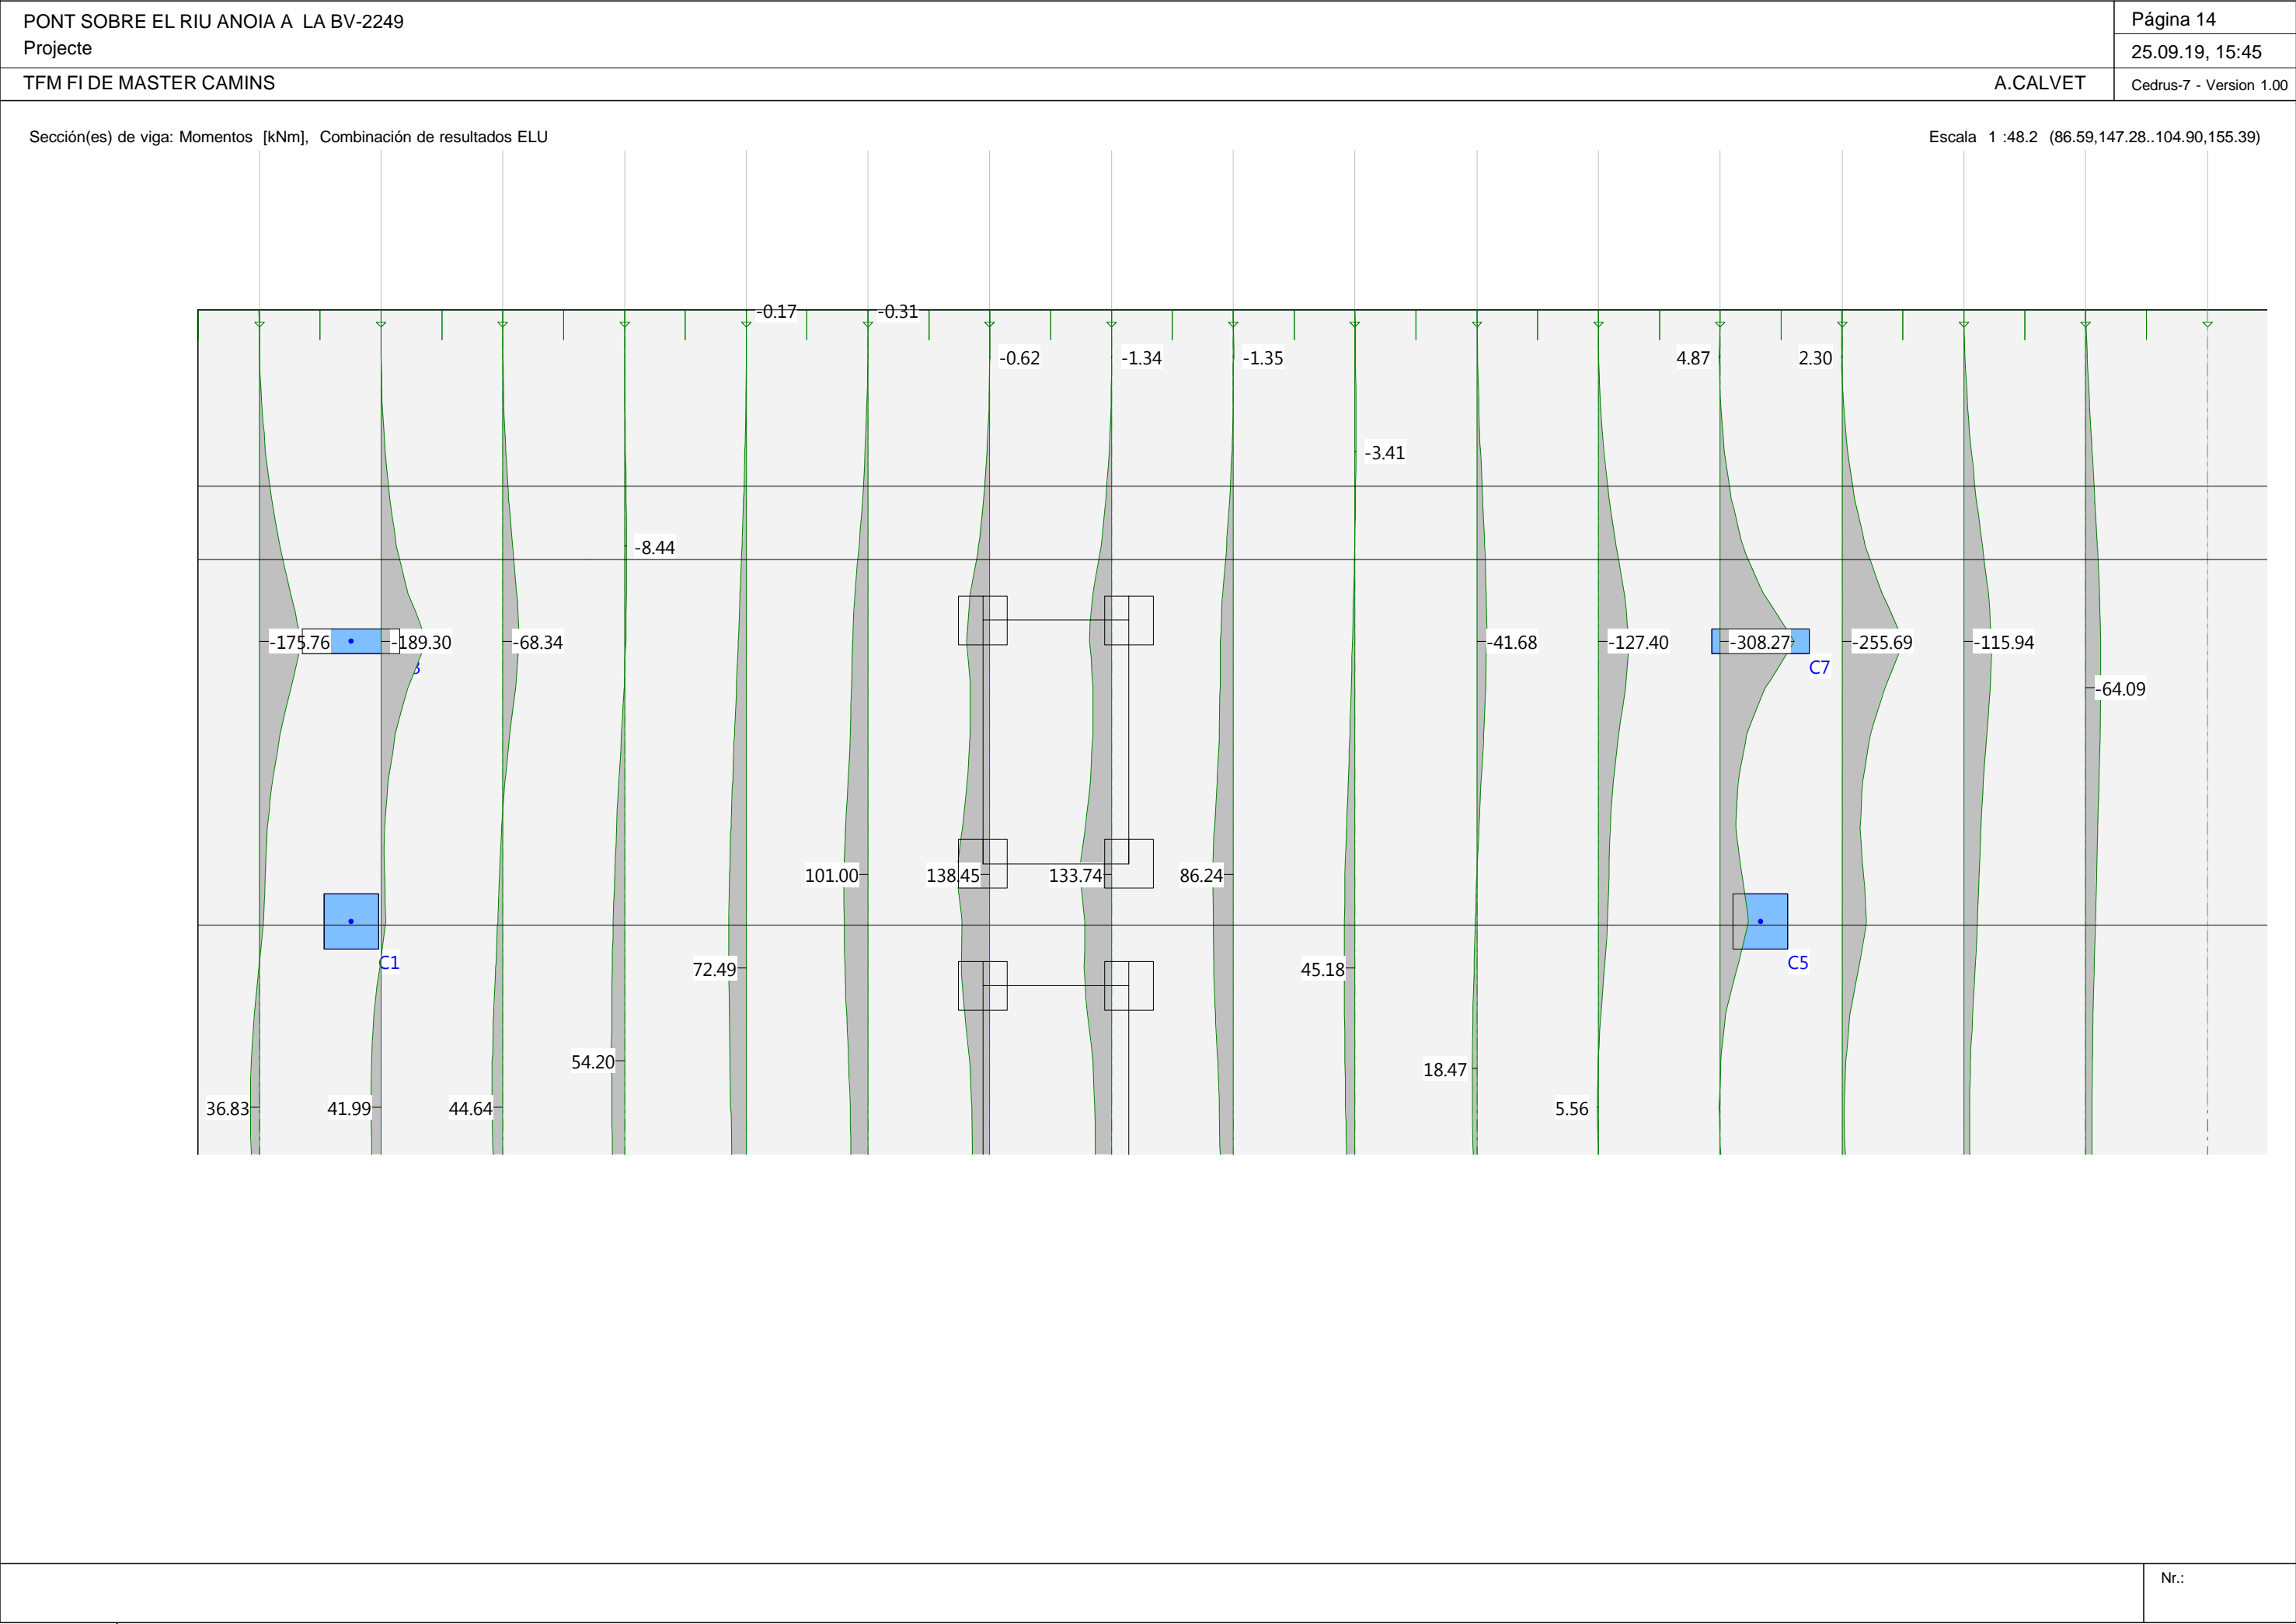 PONT SOBRE EL RIU ANOIA A LA BV-2249
Página 14
Projecte
25.09.19, 15:45
TFM FI DE MASTER CAMINS
A.CALVET
Cedrus-7 - Version 1.00
Sección(es) de viga: Momentos [kNm], Combinación de resultados ELU
Escala 1 :48.2 (86.59,147.28..104.90,155.39)
-0.17 -0.31
-0.62 -1.34 -1.35 4.87 2.30
-3.41
-8.44
-175.76 -189.30 -68.34 -41.68 -127.40 -308.27 -255.69 -115.94
C7
-64.09
101.00 138.45 133.74 86.24
C1 C5
72.49 45.18
54.20 18.47
36.83 41.99 44.64 5.56
Nr.: